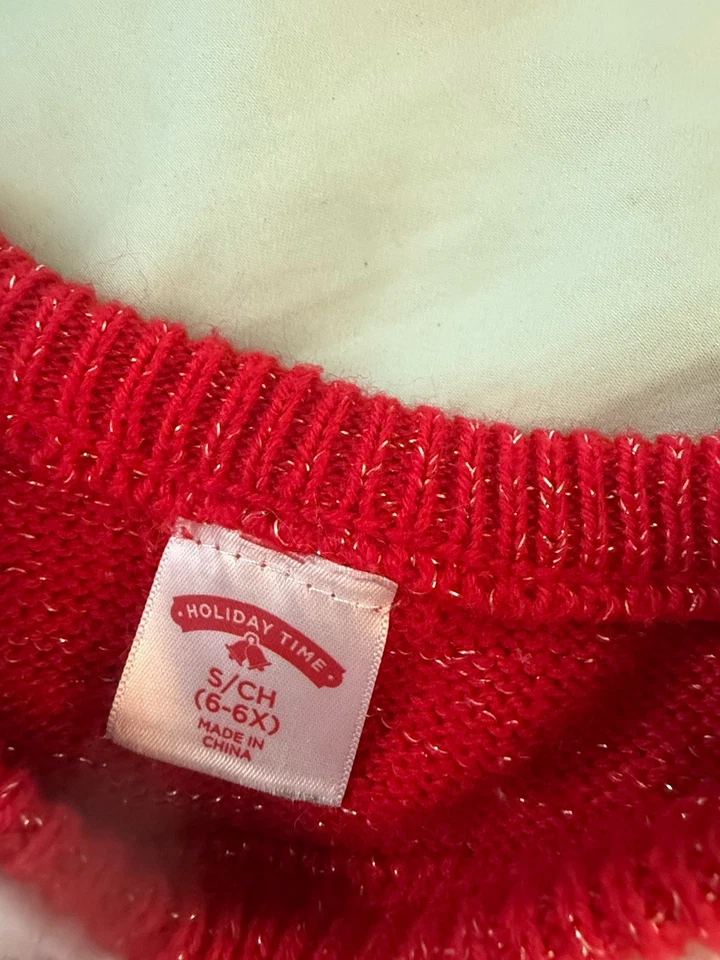 ·HOLIDAY TIME·
S/CH
(6-6X)
MADE IN
CHINA